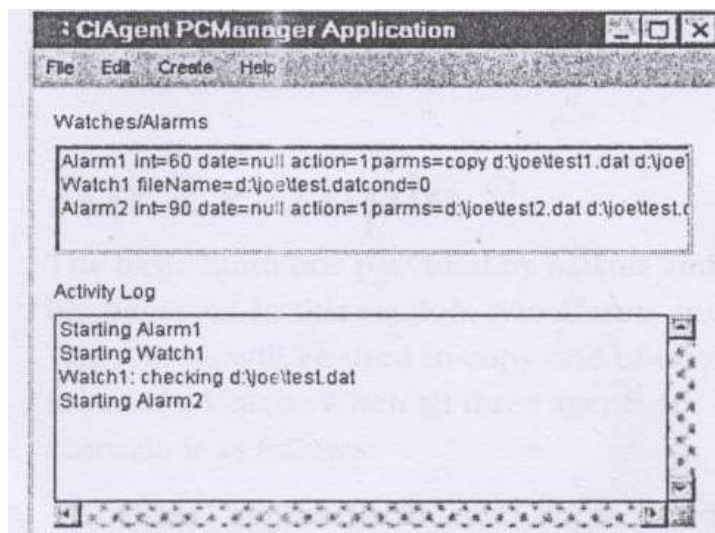 CIAgent PCManager Application
File Edit Create Help
Watches/Alarms
Alarm1 int=60 date=null action=1 parms=copy d:\joe\test1.dat d:\joe\
Watch1 fileName=d:\joe\test.datcond=0
Alarm2 int=90 date=null action=1 parms=d:\joe\test2.dat d:\joe\test.
Activity Log
Starting Alarm1
Starting Watch1
Watch1: checking d:\joe\test.dat
Starting Alarm2